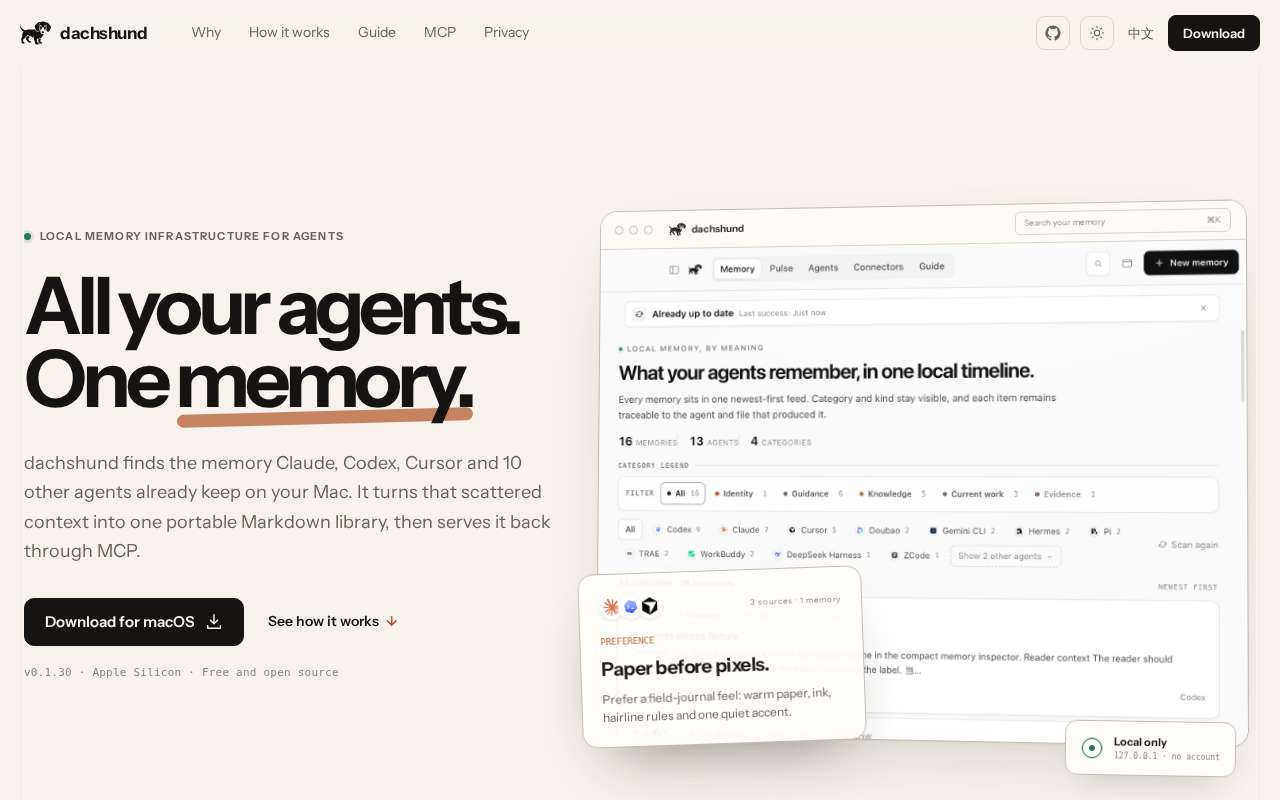 dachshund
Why
How it works
Guide
MCP
Privacy
中文
Download
LOCAL MEMORY INFRASTRUCTURE FOR AGENTS
All your agents.
One memory.
dachshund finds the memory Claude, Codex, Cursor and 10
other agents already keep on your Mac. It turns that scattered
context into one portable Markdown library, then serves it back
through MCP.
Download for macOS
See how it works
v0.1.30 · Apple Silicon · Free and open source
dachshund
Search your memory
⌘K
Memory
Pulse
Agents
Connectors
Guide
New memory
Already up to date Last success: Just now
LOCAL MEMORY, BY MEANING
What your agents remember, in one local timeline.
Every memory sits in one newest-first feed. Category and kind stay visible, and each item remains
traceable to the agent and file that produced it.
16 MEMORIES 13 AGENTS 4 CATEGORIES
CATEGORY LEGEND
FILTER All 16 Identity 1 Guidance 6 Knowledge 5 Current work 3 Evidence 1
All Codex 9 Claude 7 Cursor 5 Doubao 2 Gemini CLI 2 Hermes 2 Pi 2
TRAE 2 WorkBuddy 2 DeepSeek Harness 1 ZCode 1 Show 2 other agents
Scan again
NEWEST FIRST
in the compact memory inspector. Reader context The reader should
the label. 当...
Codex
3 sources · 1 memory
PREFERENCE
Paper before pixels.
Prefer a field-journal feel: warm paper, ink,
hairline rules and one quiet accent.
Local only
127.0.0.1 · no account